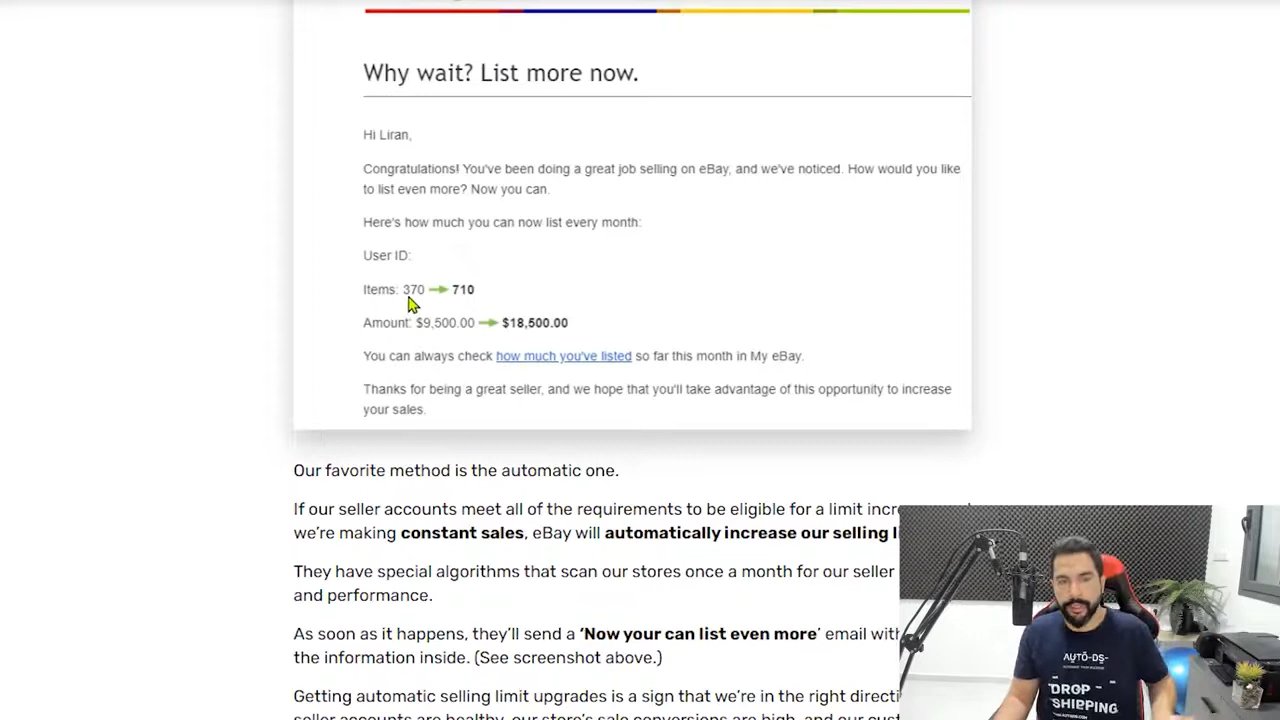 Why wait? List more now.
Hi Liran,
Congratulations! You've been doing a great job selling on eBay, and we've noticed. How would you like
to list even more? Now you can.
Here's how much you can now list every month:
User ID:
Items: 370 → 710
Amount: $9,500.00 → $18,500.00
You can always check how much you've listed so far this month in My eBay.
Thanks for being a great seller, and we hope that you'll take advantage of this opportunity to increase
your sales.
Our favorite method is the automatic one.
If our seller accounts meet all of the requirements to be eligible for a limit
we're making constant sales, eBay will automatically increase our selling
They have special algorithms that scan our stores once a month for our seller
and performance.
As soon as it happens, they'll send a 'Now your can list even more' email
the information inside. (See screenshot above.)
Getting automatic selling limit upgrades is a sign that we're in the right
AUTO-DS-
DROP
SHIPPING